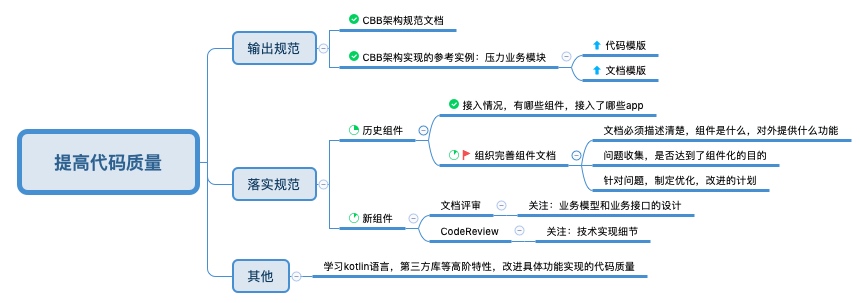 提高代码质量
输出规范
CBB架构规范文档
CBB架构实现的参考实例：压力业务模块
代码模版
文档模版
落实规范
历史组件
接入情况，有哪些组件，接入了哪些app
组织完善组件文档
文档必须描述清楚，组件是什么，对外提供什么功能
问题收集，是否达到了组件化的目的
针对问题，制定优化，改进的计划
新组件
文档评审
关注：业务模型和业务接口的设计
CodeReview
关注：技术实现细节
其他
学习kotlin语言，第三方库等高阶特性，改进具体功能实现的代码质量